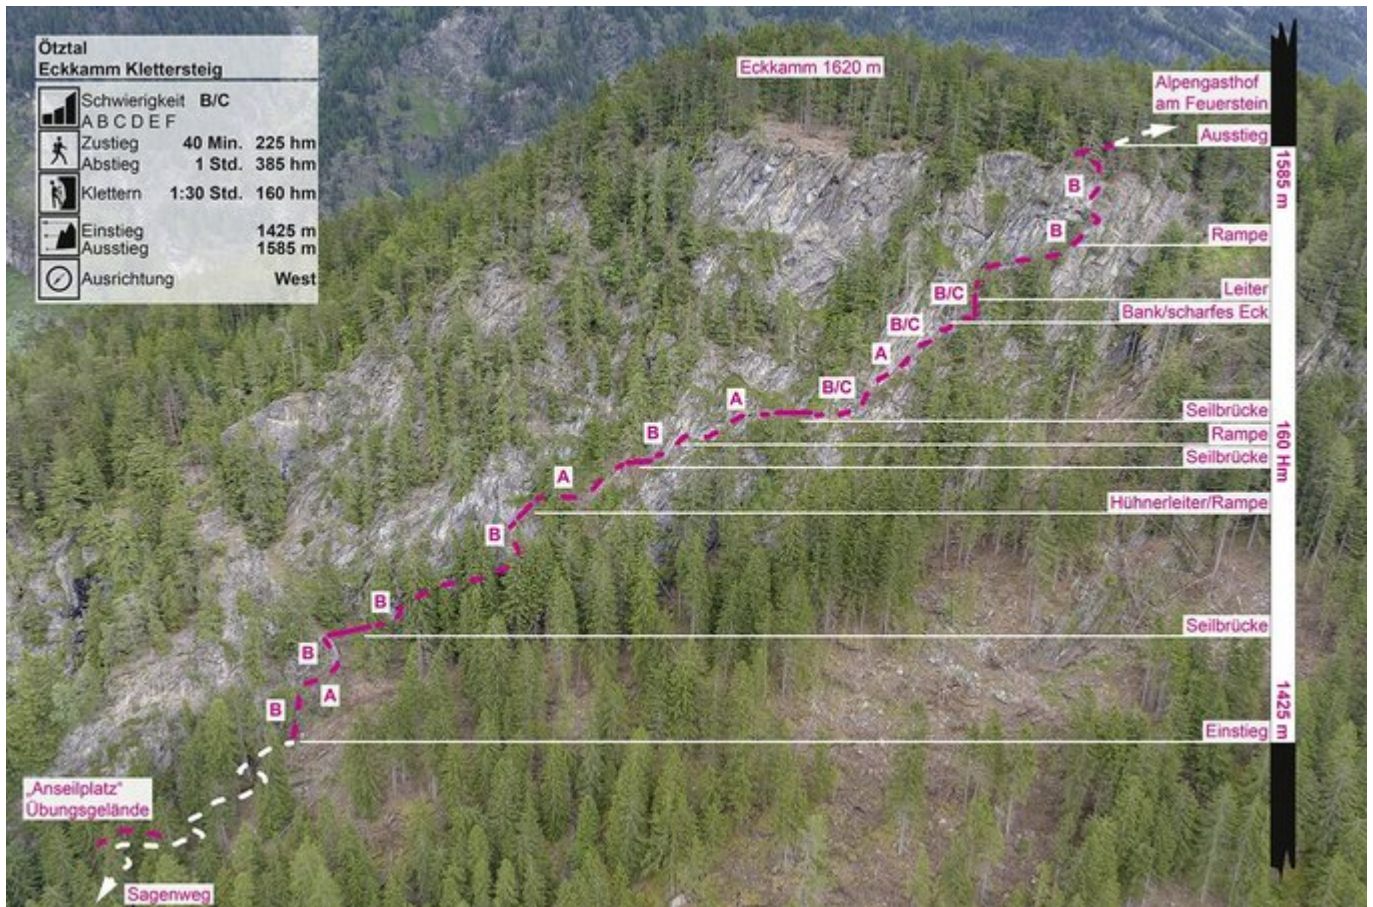 Ötztal
Eckkamm Klettersteig
Schwierigkeit B/C
A B C D E F
Zustieg 40 Min. 225 hm
Abstieg 1 Std. 385 hm
Klettern 1:30 Std. 160 hm
Einstieg 1425 m
Ausstieg 1585 m
Ausrichtung West
Eckkamm 1620 m
Alpengasthof
am Feuerstein
Ausstieg
1585 m
B
B
Rampe
B/C
Leiter
Bank/scharfes Eck
B/C
A
B/C
A
Seilbrücke
B
Rampe
160 Hm
Seilbrücke
A
Hühnerleiter/Rampe
B
B
Seilbrücke
B
A
B
1425 m
Einstieg
„Anseilplatz“
Übungsgelände
Sagenweg